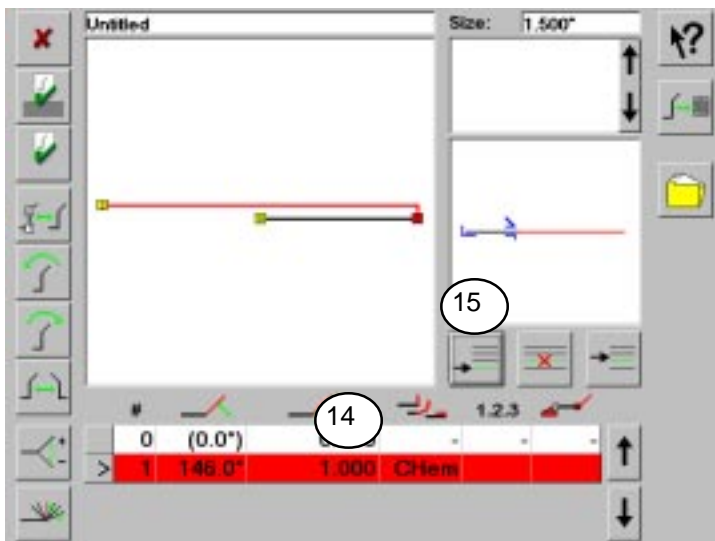 Untitled
Size: 1.500"
?
15
14
# 1.2.3
0 (0.0°) - - -
> 1 146.0° 1.000 CHem